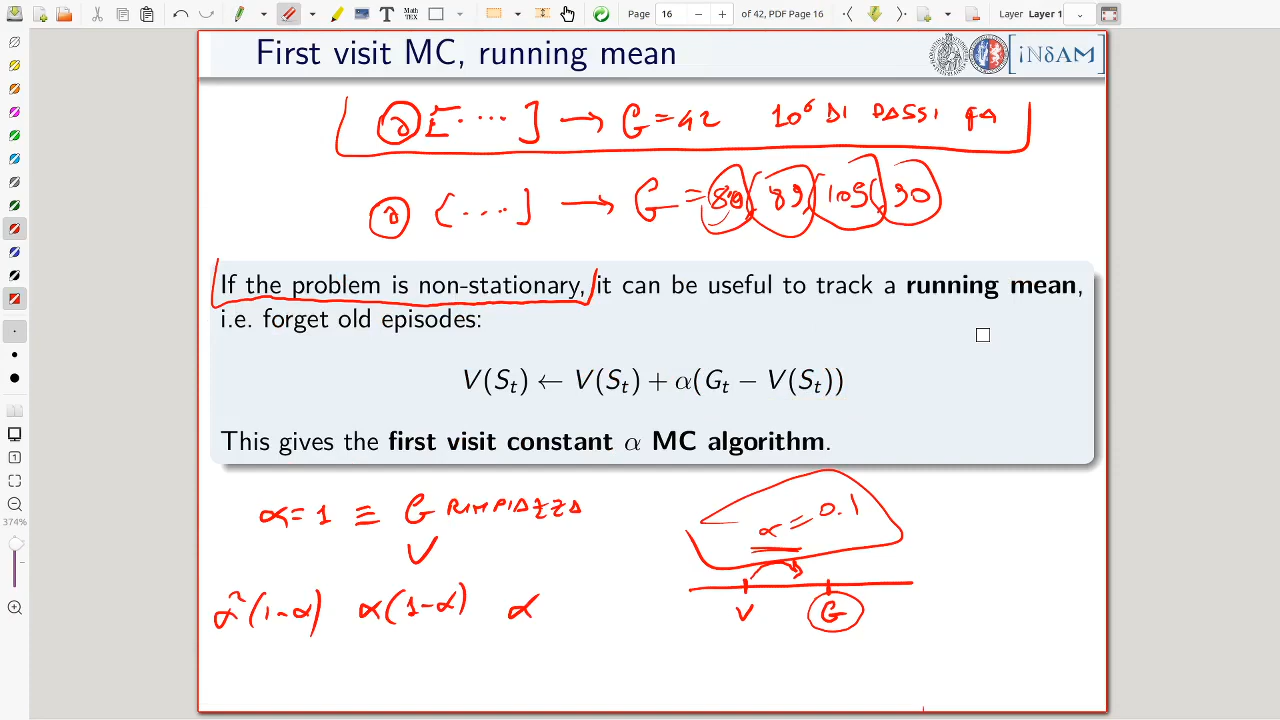 Page 16 of 42, PDF Page 16 Layer Layer 1
First visit MC, running mean
[iNδAM]
[.....] → G=42 10⁶ DI PASSI FA
{....] → G=80 89 105 90
If the problem is non-stationary, it can be useful to track a running mean,
i.e. forget old episodes:
V(Sₜ) ← V(Sₜ) + α(Gₜ − V(Sₜ))
This gives the first visit constant α MC algorithm.
α=1 ≡ G RIMPIAZZA
V
α=0.1
α²(1-α) α(1-α) α
V G
374%